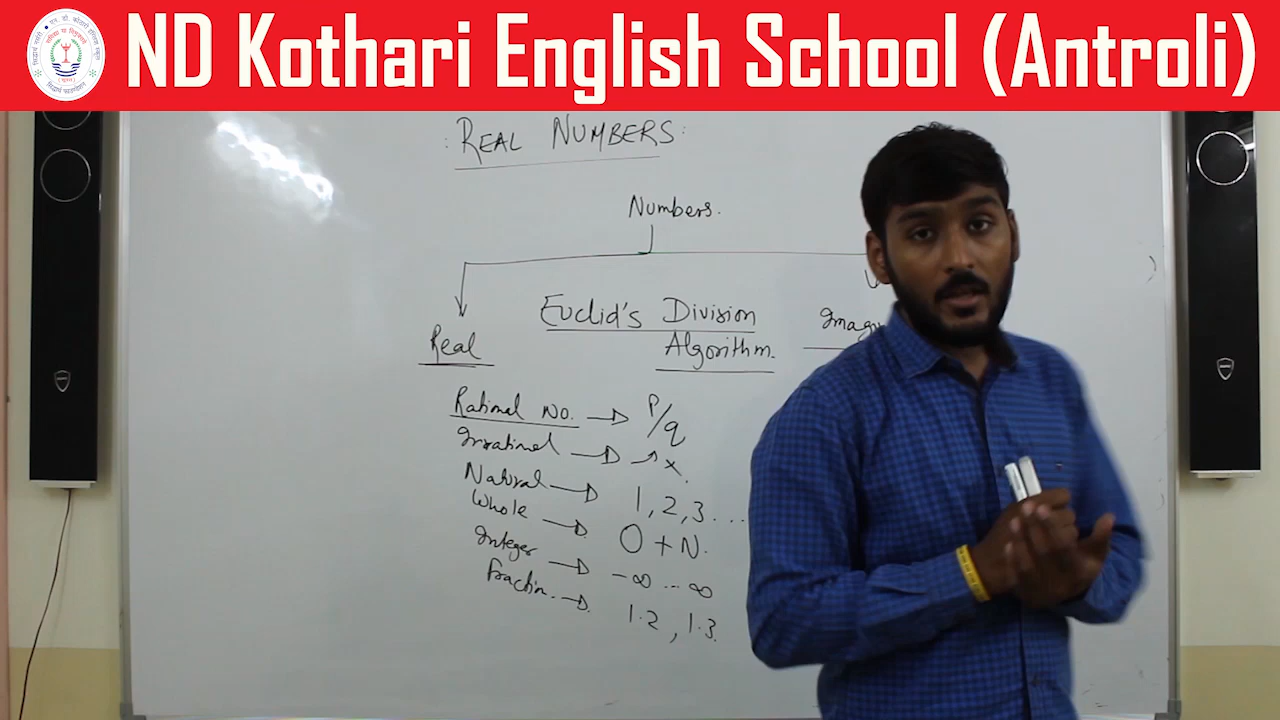 ND Kothari English School (Antroli)
: REAL NUMBERS:
Numbers.
Euclid's Division
Algorithm.
Real
Rational No. → P/q
Irrational → ↗ x.
Natural → 1, 2, 3 ....
Whole → 0 + N.
Integer → -∞ ... ∞
Fraction. → 1.2, 1.3.